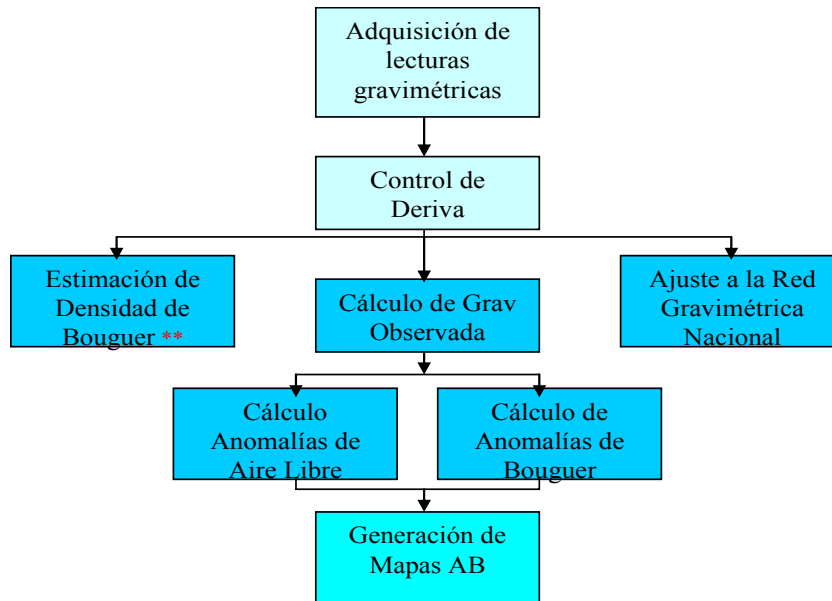 Adquisición de
lecturas
gravimétricas
Control de
Deriva
Estimación de
Densidad de
Bouguer **
Cálculo de Grav
Observada
Ajuste a la Red
Gravimétrica
Nacional
Cálculo
Anomalías de
Aire Libre
Cálculo de
Anomalías de
Bouguer
Generación de
Mapas AB